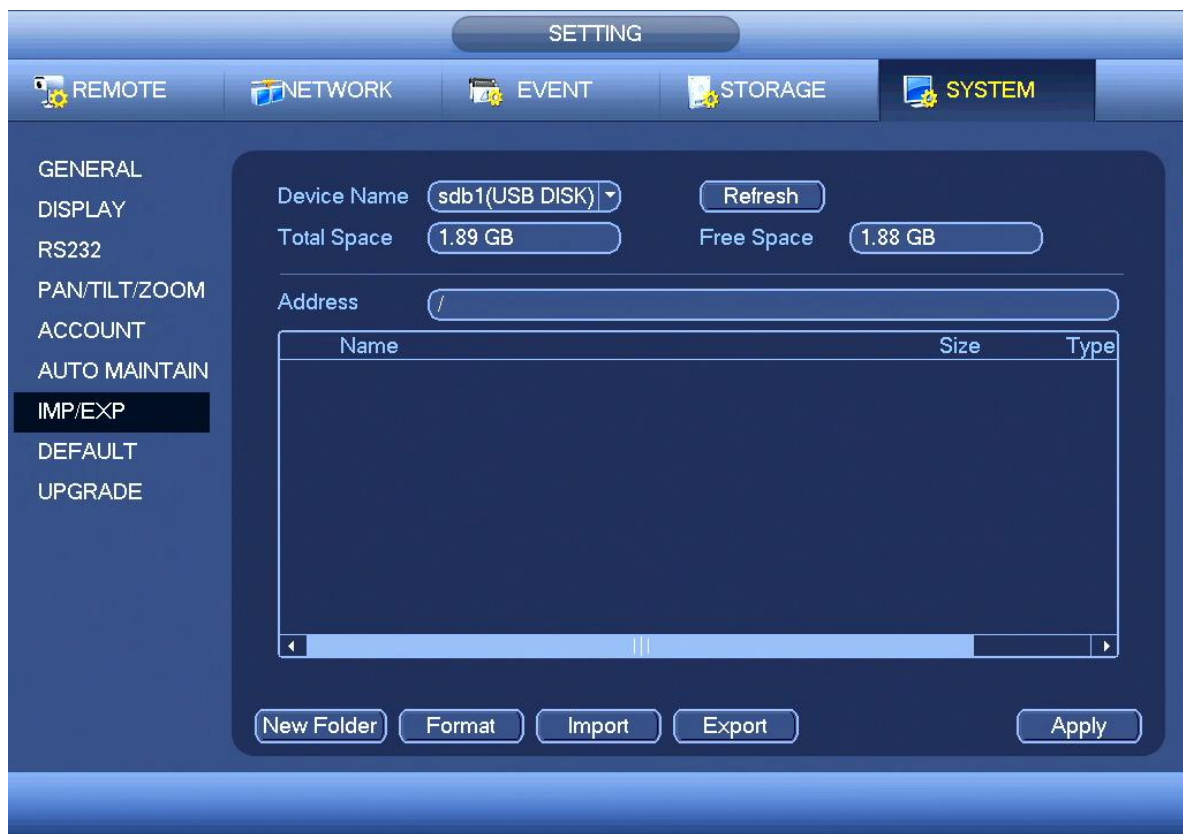 SETTING
REMOTE NETWORK EVENT STORAGE SYSTEM
GENERAL
DISPLAY
RS232
PAN/TILT/ZOOM
ACCOUNT
AUTO MAINTAIN
IMP/EXP
DEFAULT
UPGRADE
Device Name sdb1(USB DISK) Refresh
Total Space 1.89 GB Free Space 1.88 GB
Address /
Name Size Type
New Folder Format Import Export Apply